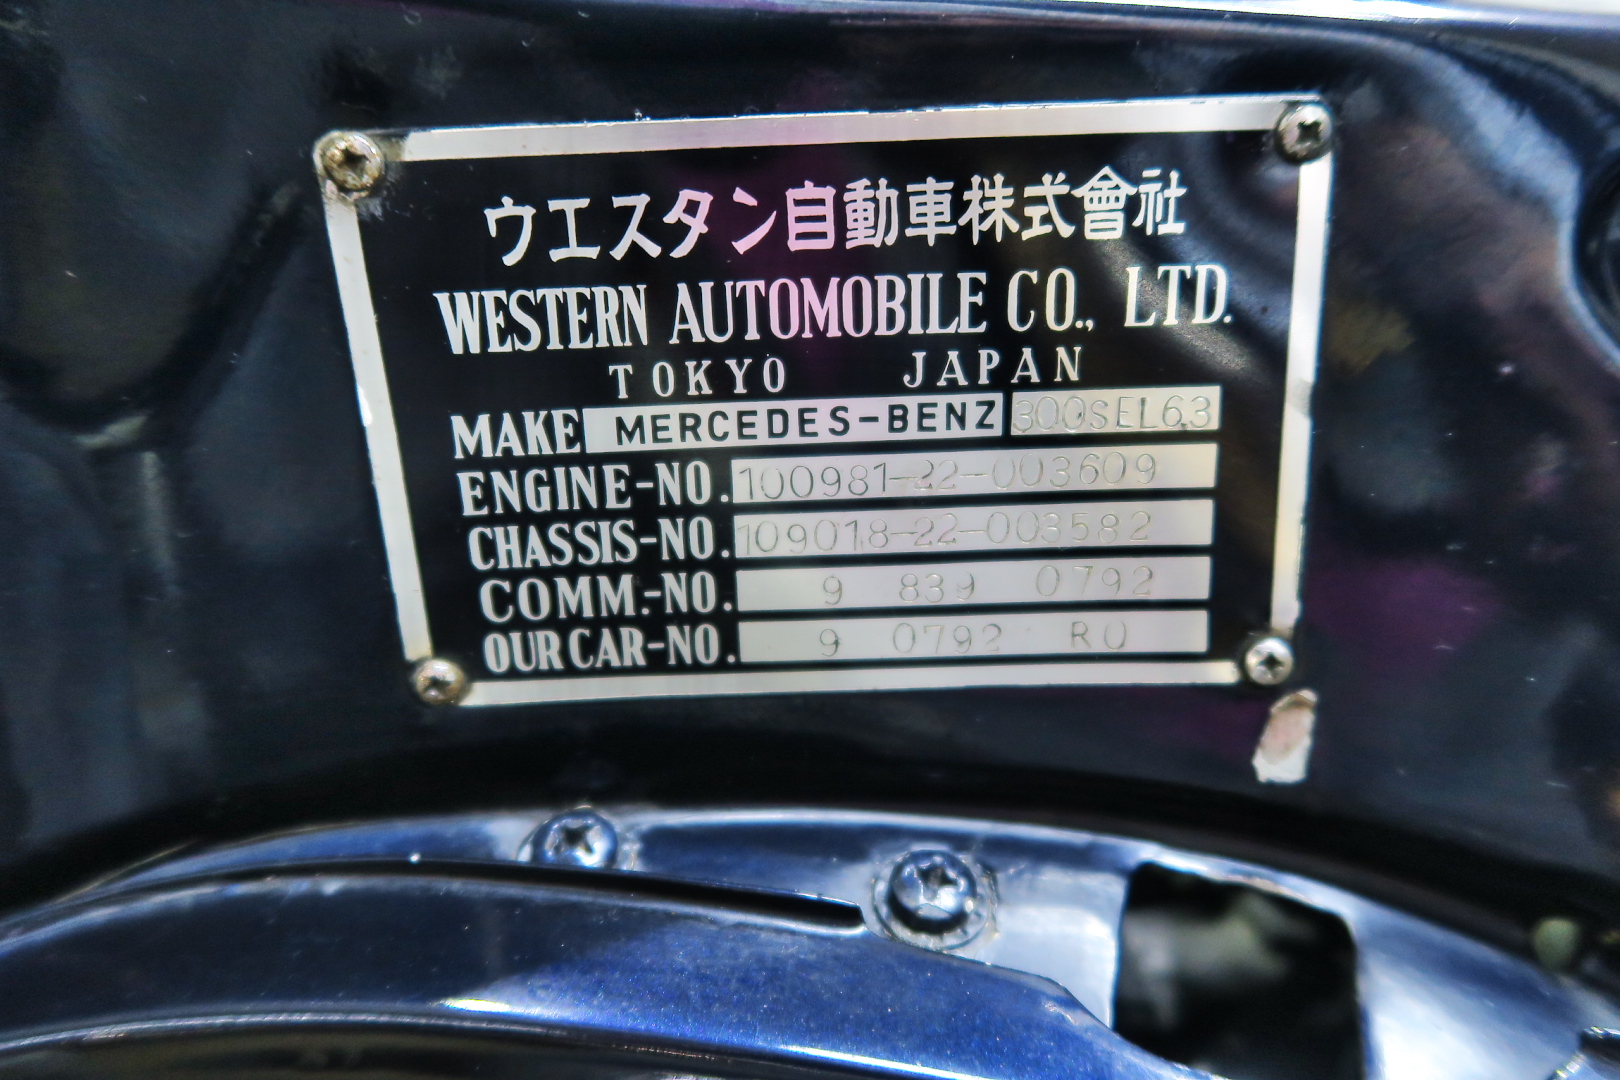 ウエスタン自動車株式會社
WESTERN AUTOMOBILE CO., LTD.
TOKYO JAPAN
MAKE MERCEDES-BENZ 300SEL6.3
ENGINE-NO. 100981-22-003609
CHASSIS-NO. 109018-22-003582
COMM.-NO. 9 839 0792
OUR CAR-NO. 9 0792 RO